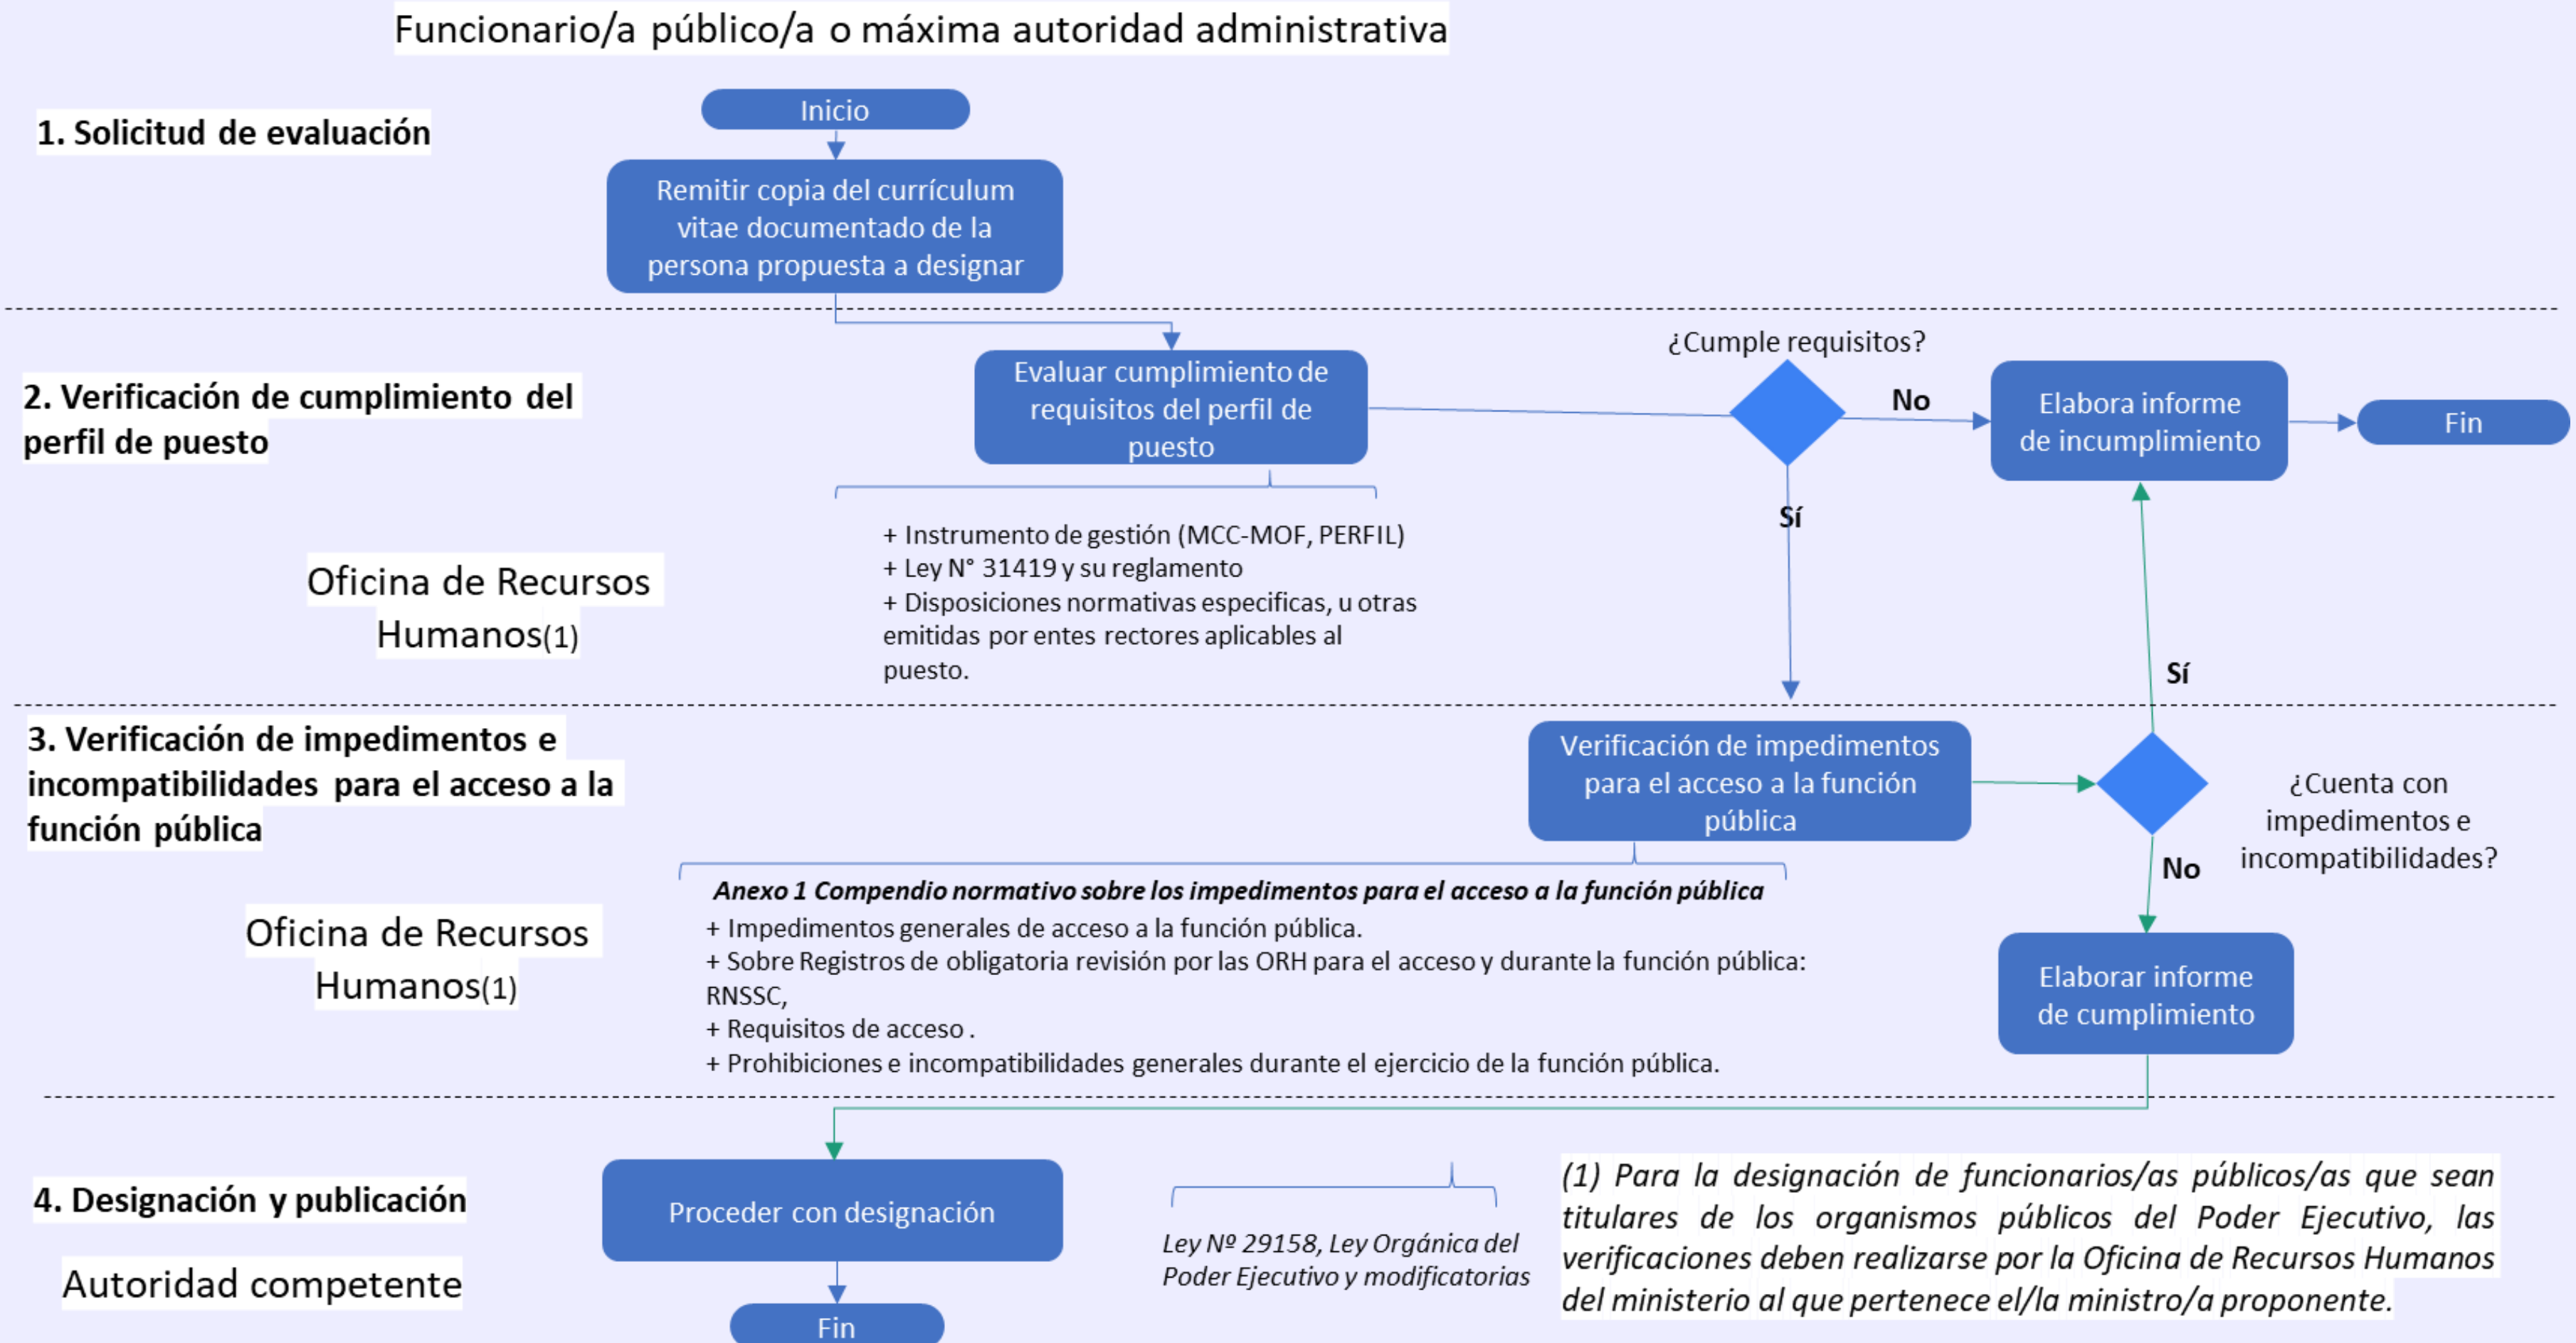 Funcionario/a público/a o máxima autoridad administrativa
1. Solicitud de evaluación
Inicio
Remitir copia del currículum
vitae documentado de la
persona propuesta a designar
2. Verificación de cumplimiento del
perfil de puesto
Oficina de Recursos
Humanos(1)
Evaluar cumplimiento de
requisitos del perfil de
puesto
+ Instrumento de gestión (MCC-MOF, PERFIL)
+ Ley N° 31419 y su reglamento
+ Disposiciones normativas especificas, u otras
emitidas por entes rectores aplicables al
puesto.
¿Cumple requisitos?
No
Sí
Elabora informe
de incumplimiento
Fin
3. Verificación de impedimentos e
incompatibilidades para el acceso a la
función pública
Oficina de Recursos
Humanos(1)
Verificación de impedimentos
para el acceso a la función
pública
Anexo 1 Compendio normativo sobre los impedimentos para el acceso a la función pública
+ Impedimentos generales de acceso a la función pública.
+ Sobre Registros de obligatoria revisión por las ORH para el acceso y durante la función pública:
RNSSC,
+ Requisitos de acceso .
+ Prohibiciones e incompatibilidades generales durante el ejercicio de la función pública.
Sí
¿Cuenta con
impedimentos e
incompatibilidades?
No
Elaborar informe
de cumplimiento
4. Designación y publicación
Autoridad competente
Proceder con designación
Fin
Ley Nº 29158, Ley Orgánica del
Poder Ejecutivo y modificatorias
(1) Para la designación de funcionarios/as públicos/as que sean
titulares de los organismos públicos del Poder Ejecutivo, las
verificaciones deben realizarse por la Oficina de Recursos Humanos
del ministerio al que pertenece el/la ministro/a proponente.